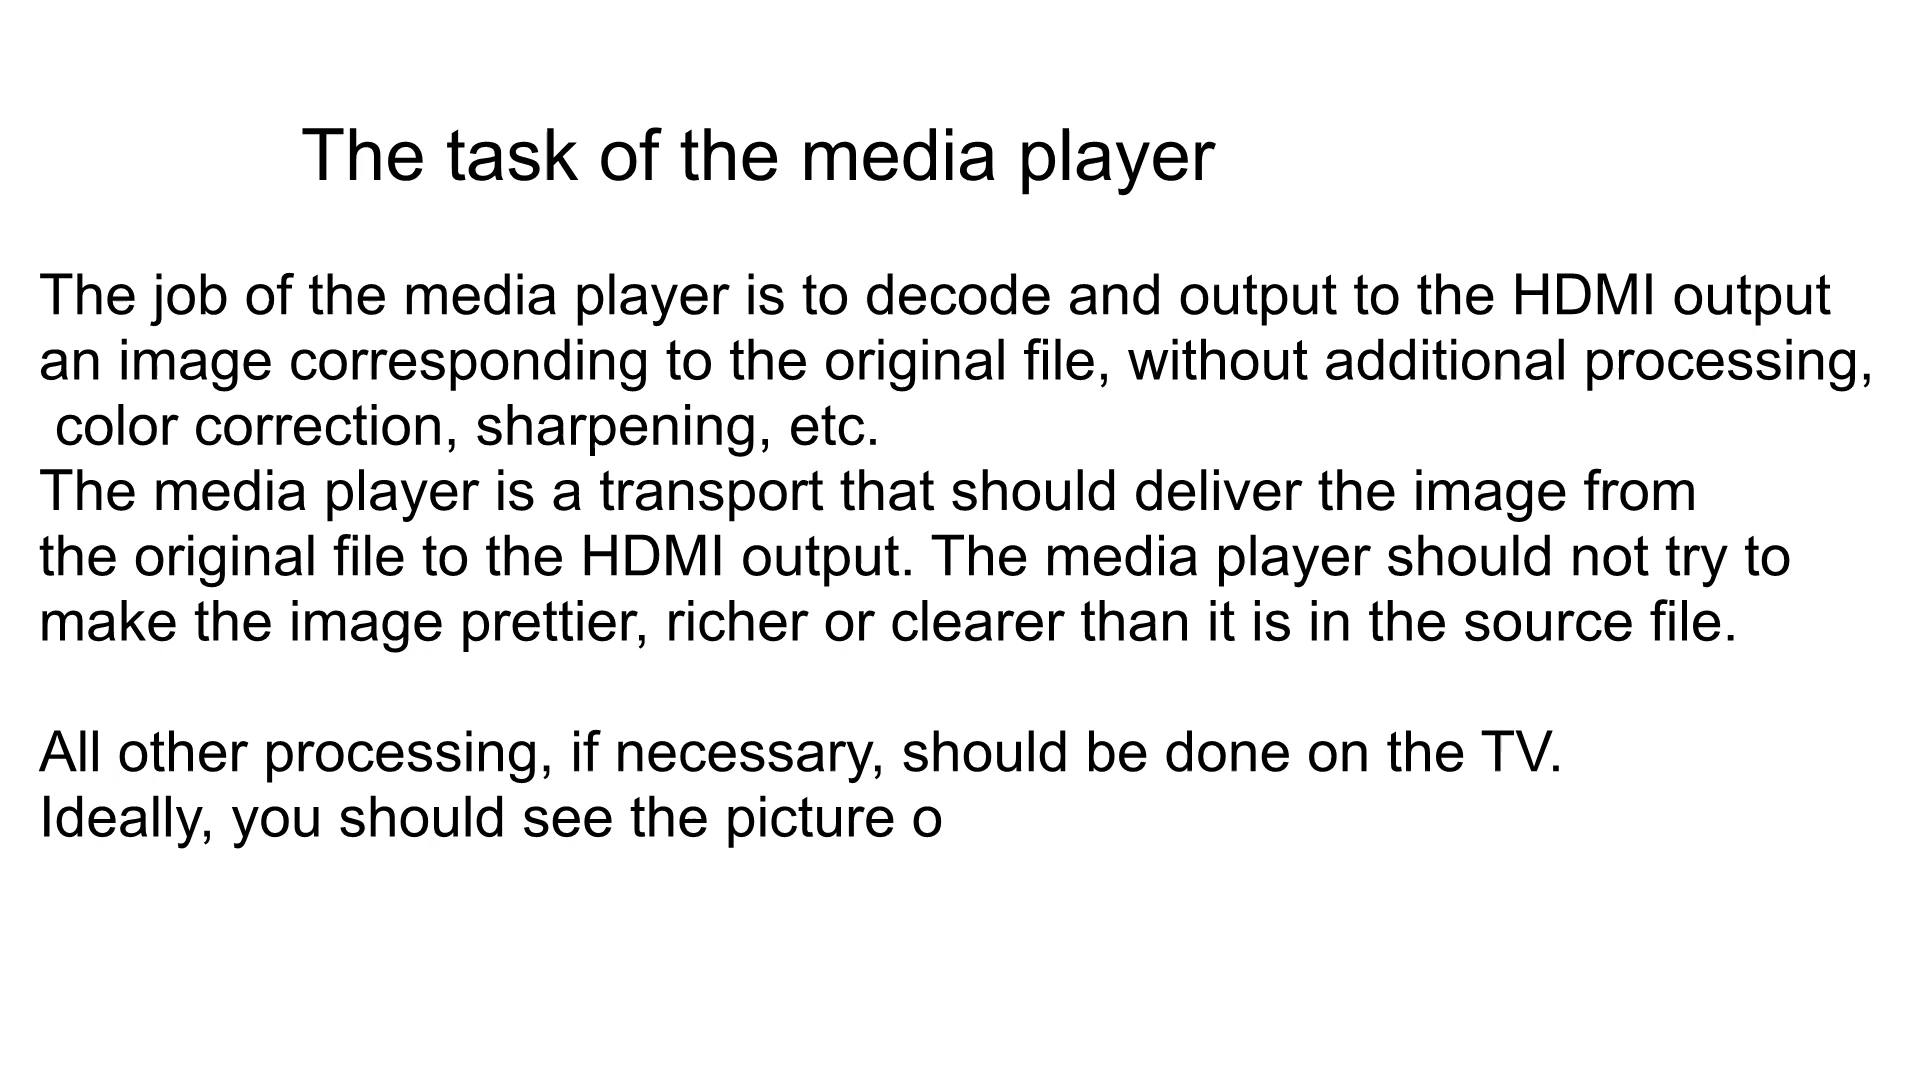 The task of the media player
The job of the media player is to decode and output to the HDMI output
an image corresponding to the original file, without additional processing,
color correction, sharpening, etc.
The media player is a transport that should deliver the image from
the original file to the HDMI output. The media player should not try to
make the image prettier, richer or clearer than it is in the source file.
All other processing, if necessary, should be done on the TV.
Ideally, you should see the picture o